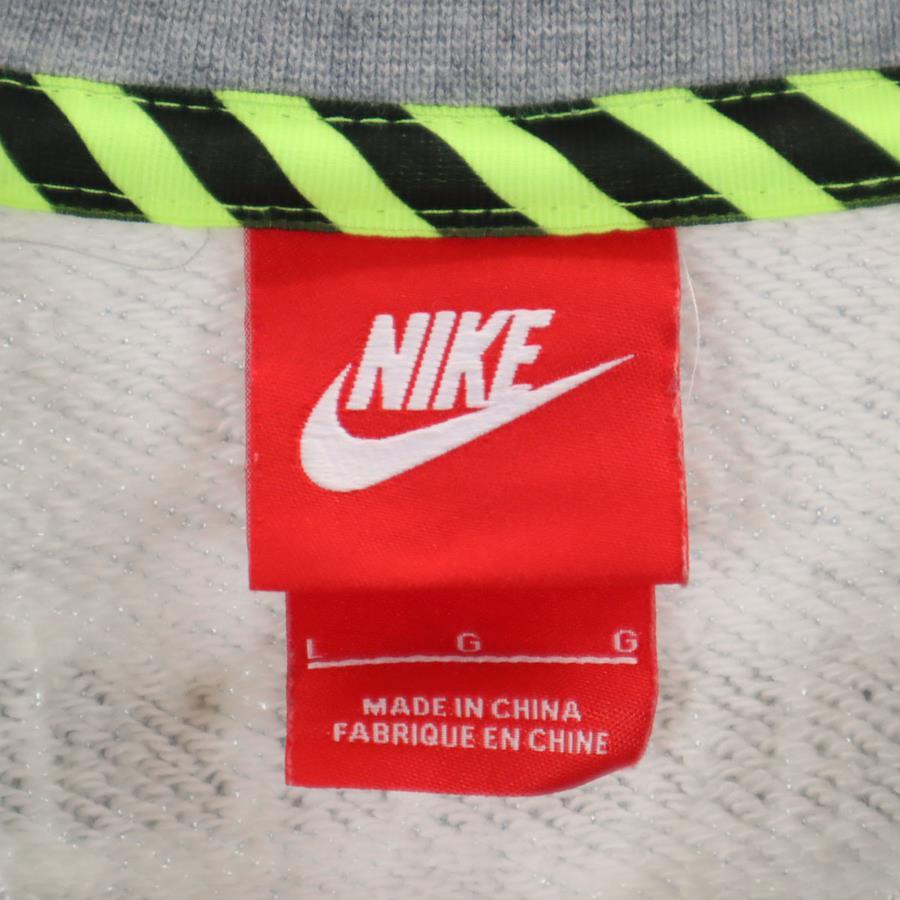 NIKE
L G G
MADE IN CHINA
FABRIQUE EN CHINE